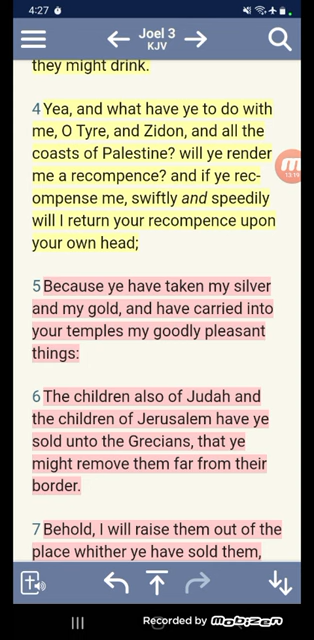 4:27
Joel 3
KJV
they might drink.
4 Yea, and what have ye to do with
me, O Tyre, and Zidon, and all the
coasts of Palestine? will ye render
me a recompence? and if ye rec-
ompense me, swiftly and speedily
will I return your recompence upon
your own head;
5 Because ye have taken my silver
and my gold, and have carried into
your temples my goodly pleasant
things:
6 The children also of Judah and
the children of Jerusalem have ye
sold unto the Grecians, that ye
might remove them far from their
border.
7 Behold, I will raise them out of the
place whither ye have sold them,
Recorded by mobizen